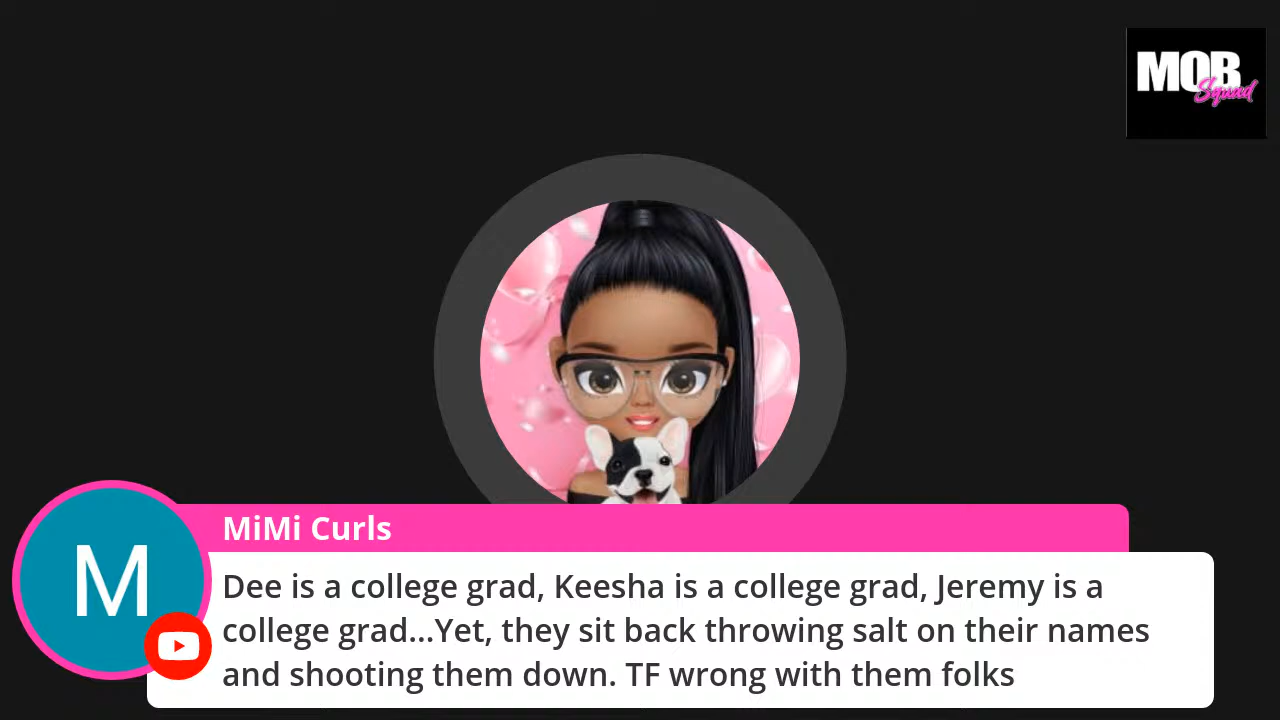 MOB
Squad
MiMi Curls
M
Dee is a college grad, Keesha is a college grad, Jeremy is a
college grad...Yet, they sit back throwing salt on their names
and shooting them down. TF wrong with them folks